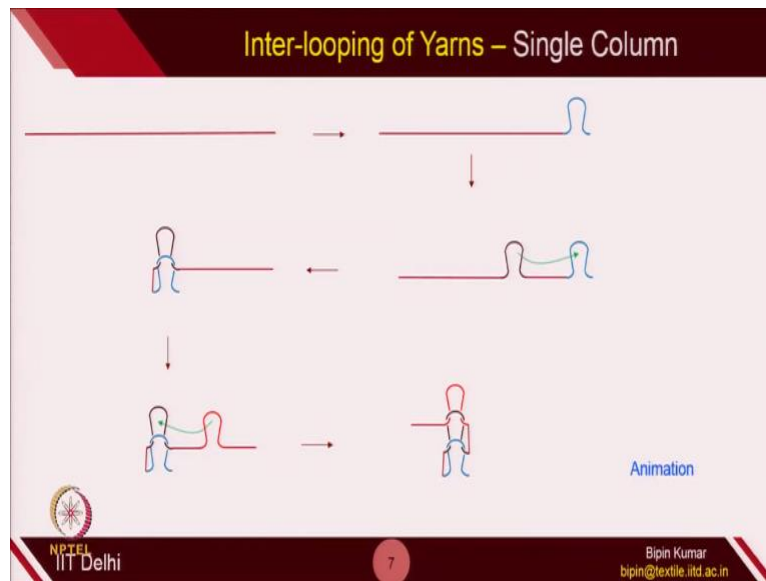 Inter-looping of Yarns – Single Column
Animation
NPTEL
IIT Delhi
7
Bipin Kumar
bipin@textile.iitd.ac.in